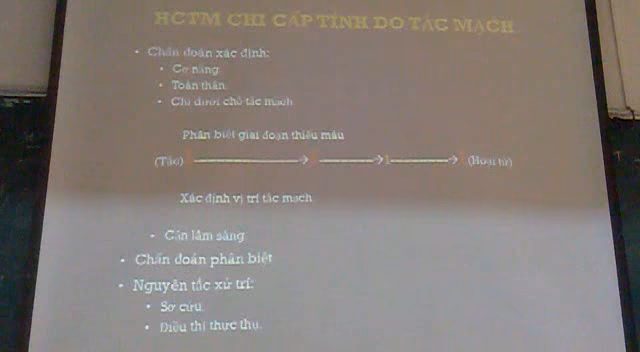 HCTM CHI CẤP TÍNH DO TẮC MẠCH
• Chẩn đoán xác định:
• Cơ năng
• Toàn thân
• Chi dưới chỗ tắc mạch
Phân biệt giai đoạn thiếu máu
(Tắc) → → → (Hoại tử)
Xác định vị trí tắc mạch
• Cận lâm sàng
• Chẩn đoán phân biệt
• Nguyên tắc xử trí:
• Sơ cứu.
• Điều thị thực thụ.